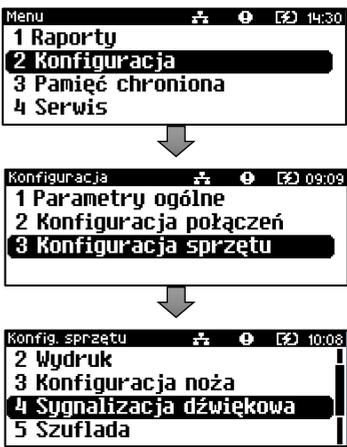 Menu 14:30
1 Raporty
2 Konfiguracja
3 Pamięć chroniona
4 Serwis
Konfiguracja 09:09
1 Parametry ogólne
2 Konfiguracja połączeń
3 Konfiguracja sprzętu
Konfig. sprzętu 10:08
2 Wydruk
3 Konfiguracja noża
4 Sygnalizacja dźwiękowa
5 Szuflada